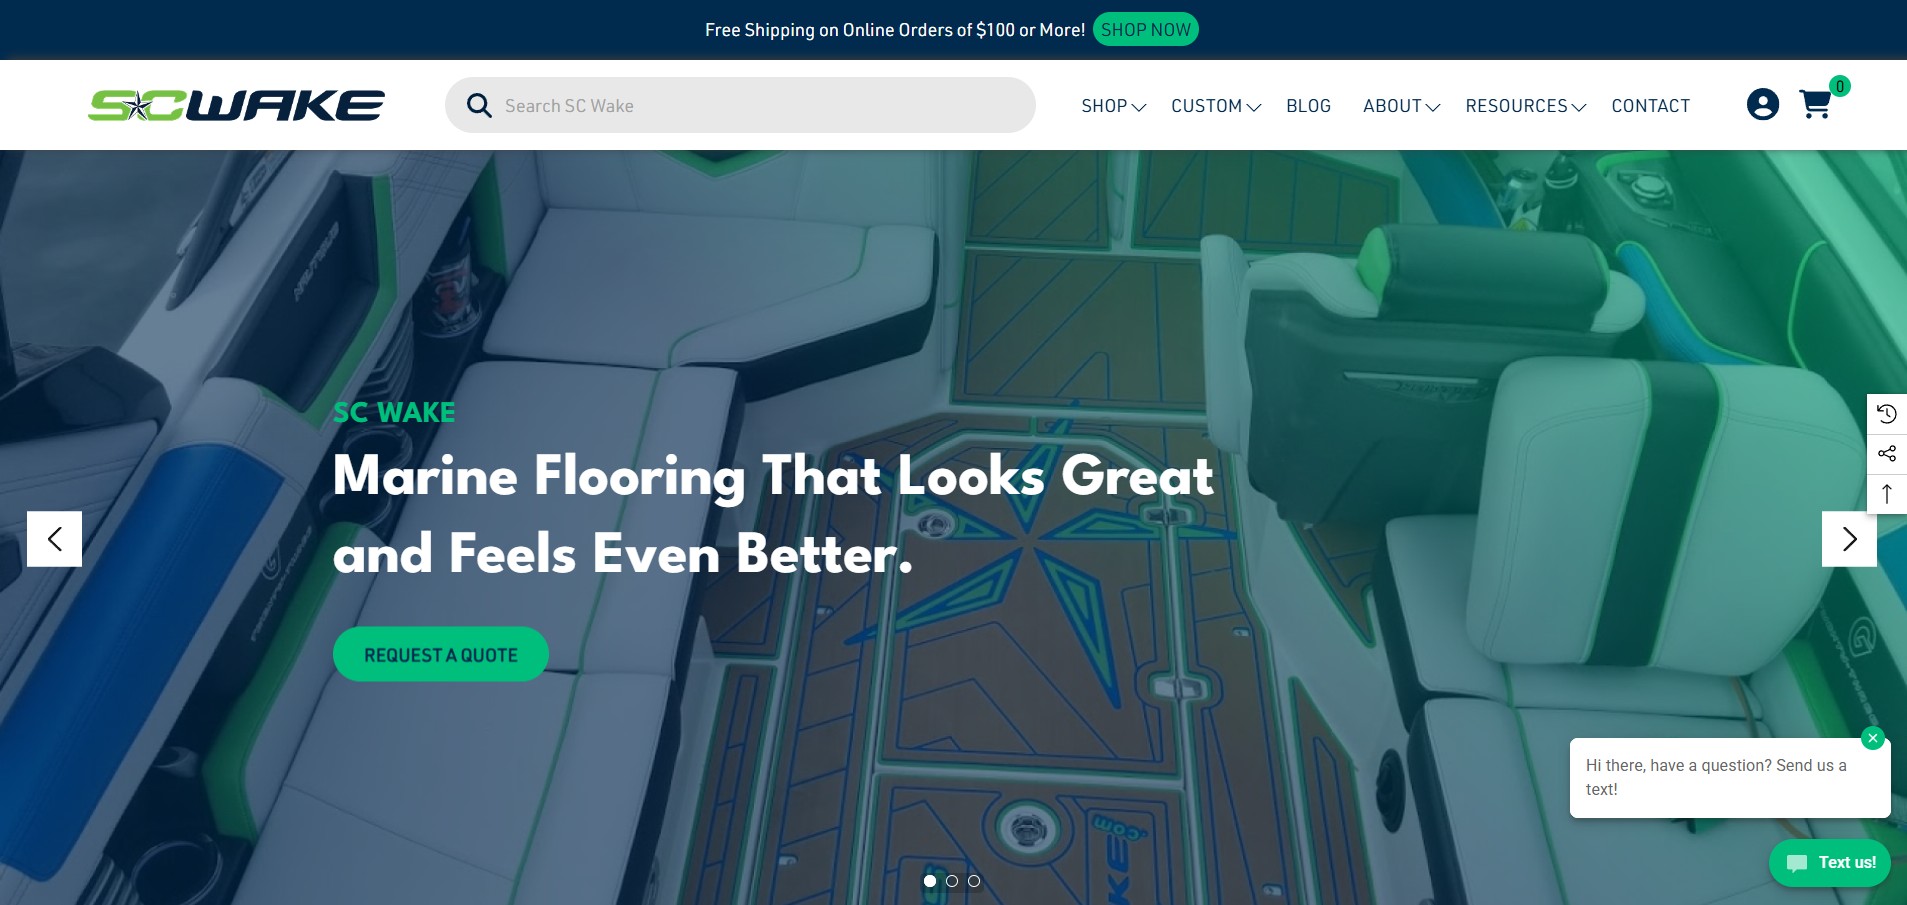 Free Shipping on Online Orders of $100 or More! SHOP NOW
SCWAKE
Search SC Wake
SHOP CUSTOM BLOG ABOUT RESOURCES CONTACT
0
SC WAKE
Marine Flooring That Looks Great
and Feels Even Better.
REQUEST A QUOTE
Hi there, have a question? Send us a
text!
Text us!
.com